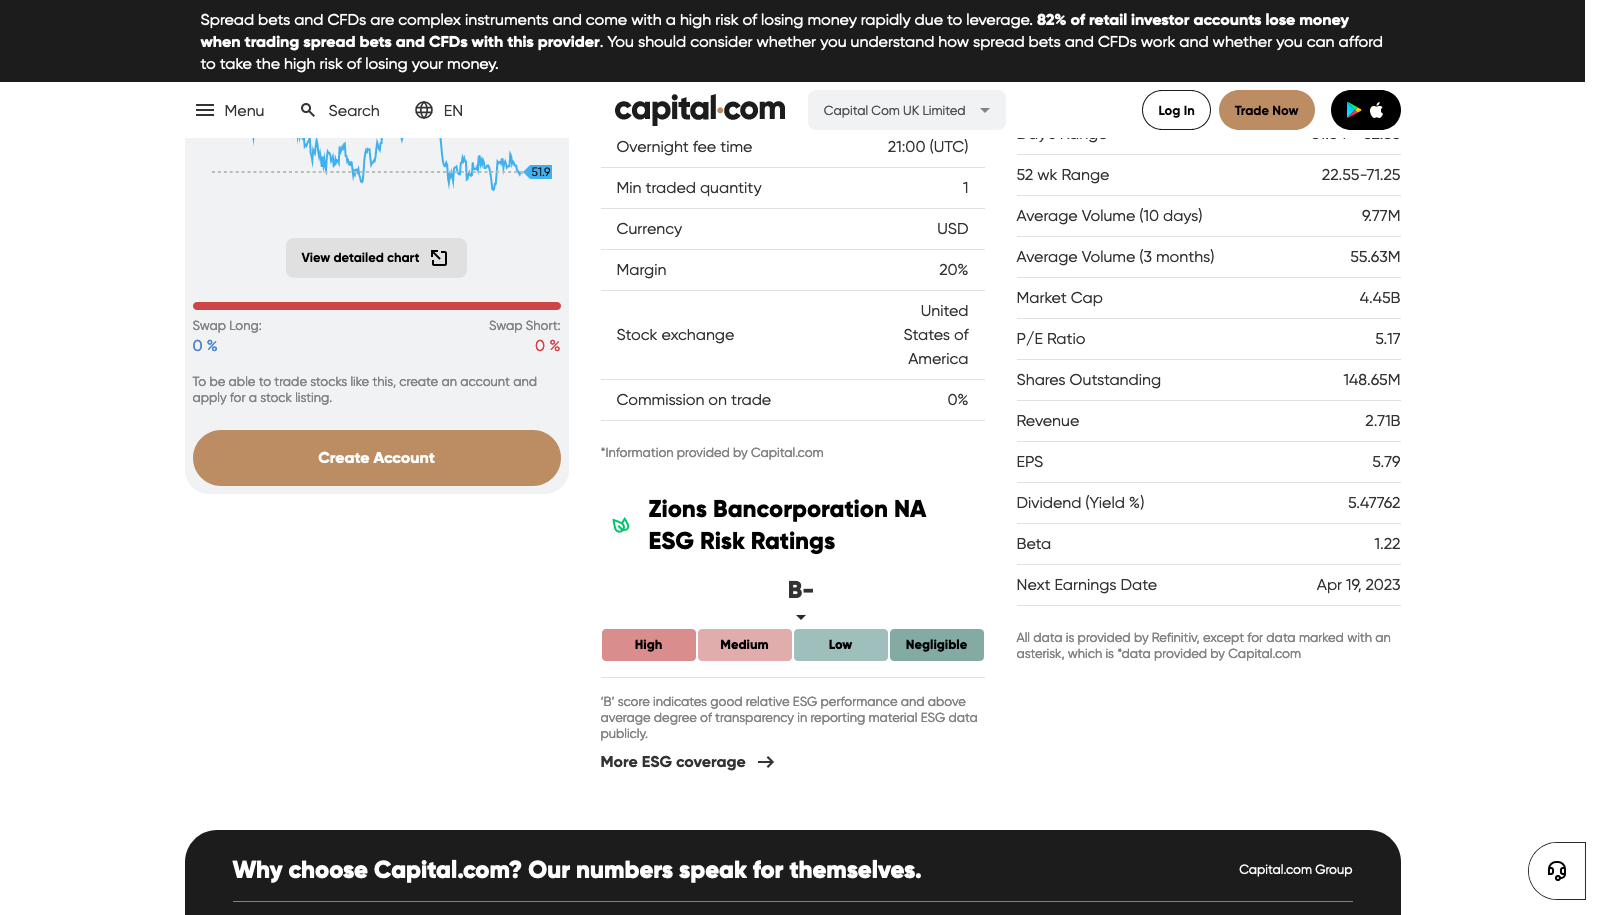 Spread bets and CFDs are complex instruments and come with a high risk of losing money rapidly due to leverage. 82% of retail investor accounts lose money
when trading spread bets and CFDs with this provider. You should consider whether you understand how spread bets and CFDs work and whether you can afford
to take the high risk of losing your money.
Menu
Search
EN
capital.com
Capital Com UK Limited
Log In
Trade Now
51.9
View detailed chart
Swap Long:
Swap Short:
0 %
0 %
To be able to trade stocks like this, create an account and
apply for a stock listing.
Create Account
Overnight fee time
21:00 (UTC)
Min traded quantity
1
Currency
USD
Margin
20%
Stock exchange
United
States of
America
Commission on trade
0%
*Information provided by Capital.com
Zions Bancorporation NA
ESG Risk Ratings
B-
High
Medium
Low
Negligible
'B' score indicates good relative ESG performance and above
average degree of transparency in reporting material ESG data
publicly.
More ESG coverage
52 wk Range
22.55-71.25
Average Volume (10 days)
9.77M
Average Volume (3 months)
55.63M
Market Cap
4.45B
P/E Ratio
5.17
Shares Outstanding
148.65M
Revenue
2.71B
EPS
5.79
Dividend (Yield %)
5.47762
Beta
1.22
Next Earnings Date
Apr 19, 2023
All data is provided by Refinitiv, except for data marked with an
asterisk, which is *data provided by Capital.com
Why choose Capital.com? Our numbers speak for themselves.
Capital.com Group